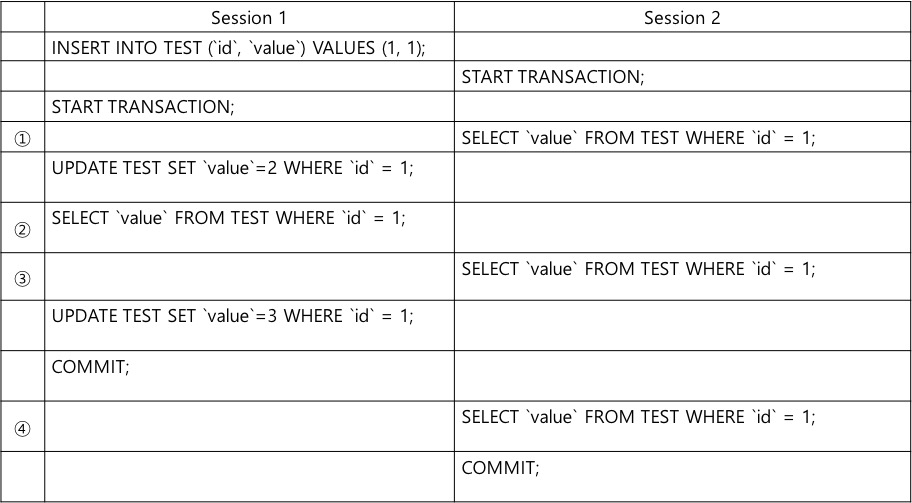 Session 1 Session 2
INSERT INTO TEST (`id`, `value`) VALUES (1, 1);
START TRANSACTION;
START TRANSACTION;
① SELECT `value` FROM TEST WHERE `id` = 1;
UPDATE TEST SET `value`=2 WHERE `id` = 1;
② SELECT `value` FROM TEST WHERE `id` = 1;
③ SELECT `value` FROM TEST WHERE `id` = 1;
UPDATE TEST SET `value`=3 WHERE `id` = 1;
COMMIT;
④ SELECT `value` FROM TEST WHERE `id` = 1;
COMMIT;